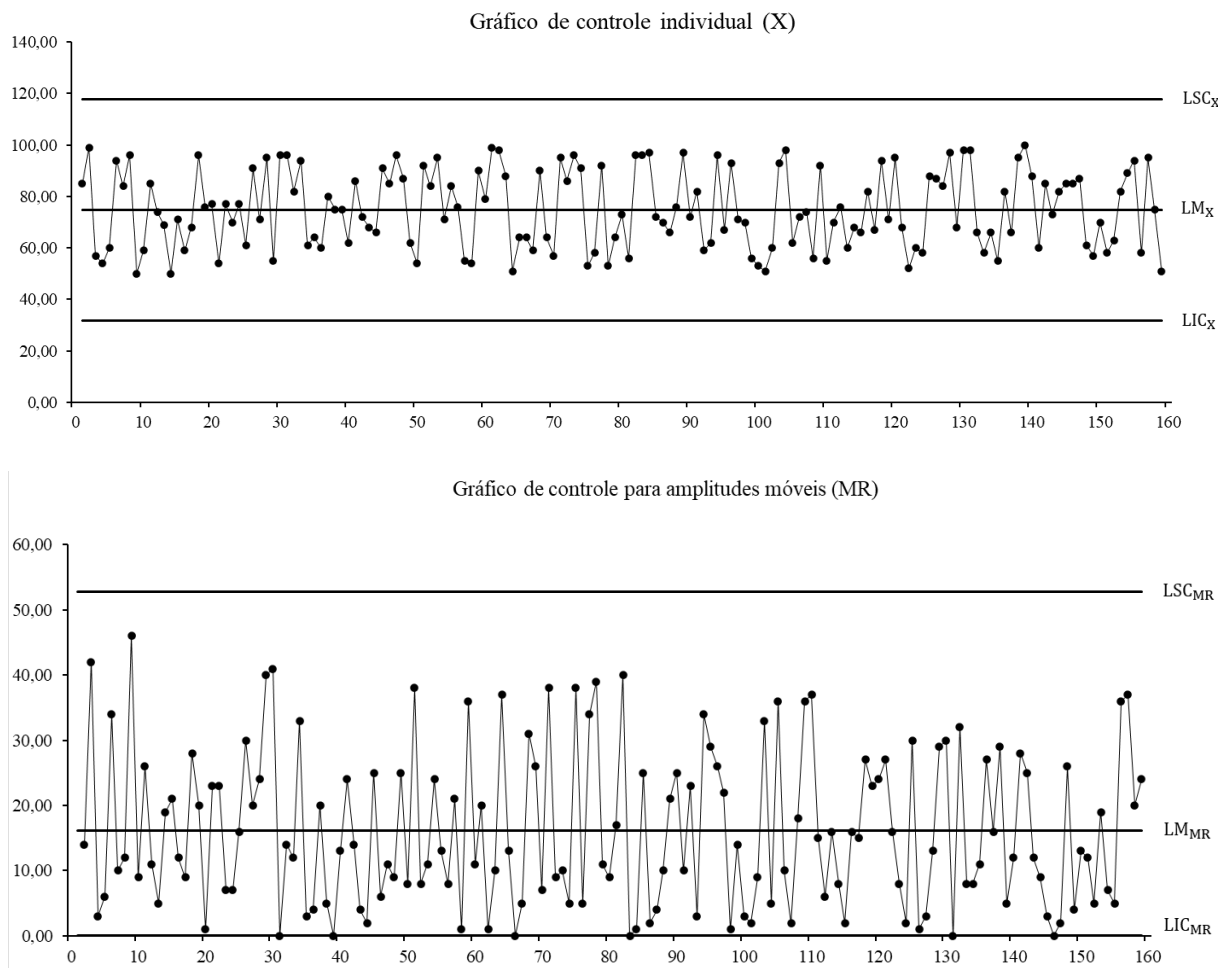 Gráfico de controle individual (X)
140,00
120,00
LSCX
100,00
80,00
LMX
60,00
40,00
LICX
20,00
0,00
0 10 20 30 40 50 60 70 80 90 100 110 120 130 140 150 160
Gráfico de controle para amplitudes móveis (MR)
60,00
LSCMR
50,00
40,00
30,00
20,00
LMMR
10,00
LICMR
0,00
0 10 20 30 40 50 60 70 80 90 100 110 120 130 140 150 160